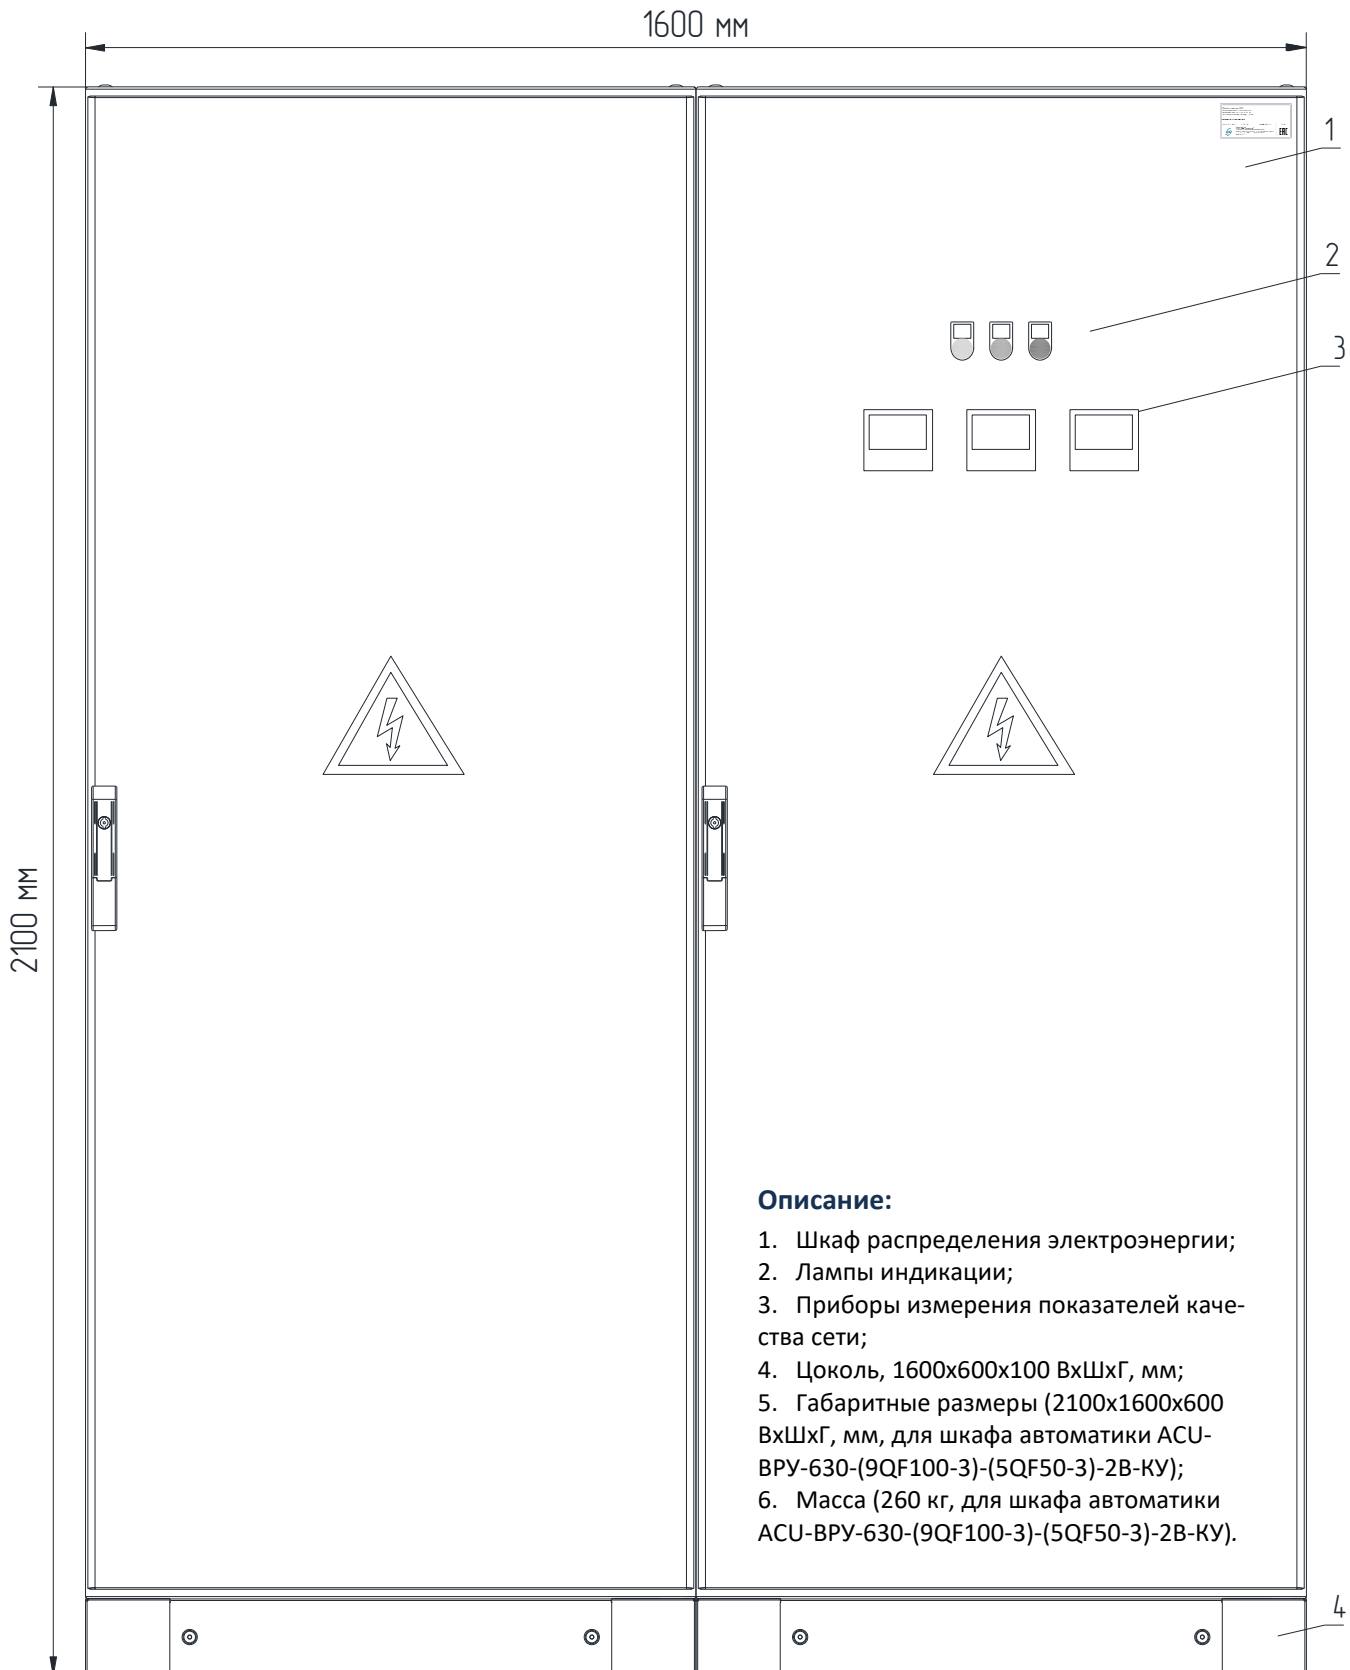 1600 мм
1
2
3
2100 мм
Описание:
1. Шкаф распределения электроэнергии;
2. Лампы индикации;
3. Приборы измерения показателей каче-
ства сети;
4. Цоколь, 1600х600х100 ВхШхГ, мм;
5. Габаритные размеры (2100х1600х600
ВхШхГ, мм, для шкафа автоматики ACU-
ВРУ-630-(9QF100-3)-(5QF50-3)-2В-КУ);
6. Масса (260 кг, для шкафа автоматики
ACU-ВРУ-630-(9QF100-3)-(5QF50-3)-2В-КУ).
4